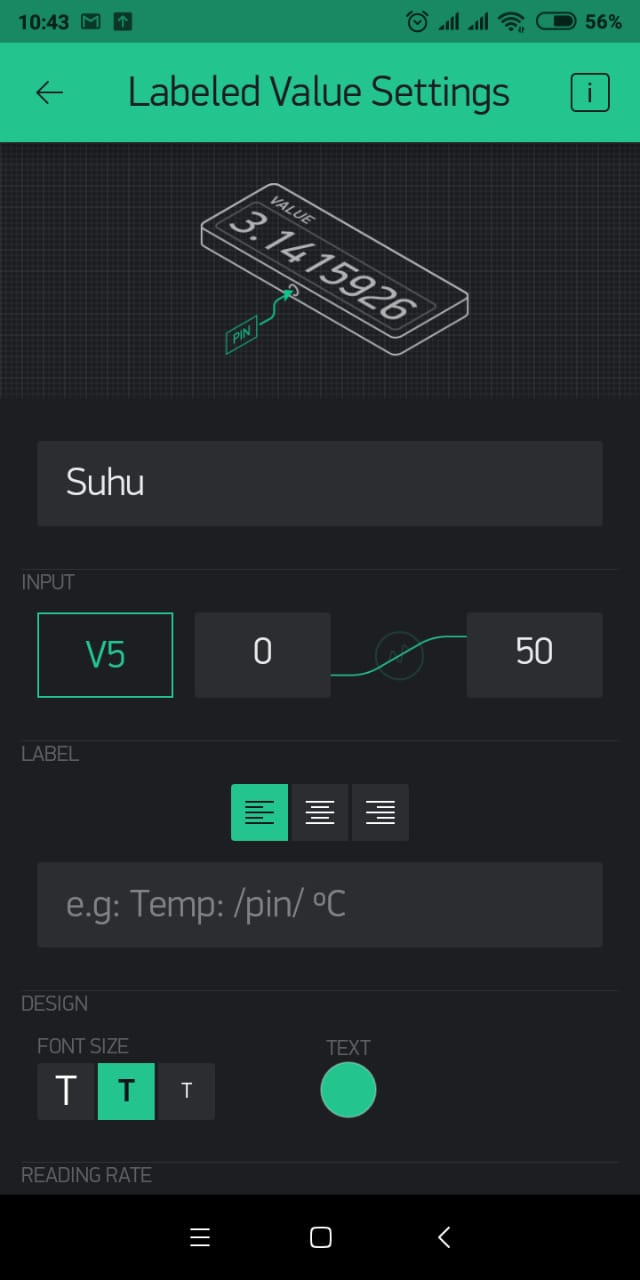 10:43 56%
Labeled Value Settings i
VALUE
3.1415926
PIN
Suhu
INPUT
V5 0 50
LABEL
e.g: Temp: /pin/ ºC
DESIGN
FONT SIZE TEXT
T T T
READING RATE